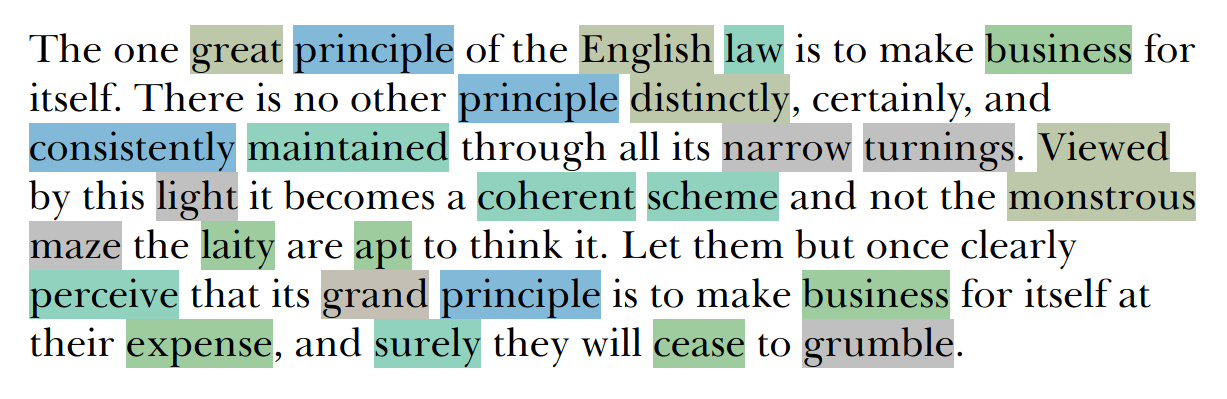 The one great principle of the English law is to make business for
itself. There is no other principle distinctly, certainly, and
consistently maintained through all its narrow turnings. Viewed
by this light it becomes a coherent scheme and not the monstrous
maze the laity are apt to think it. Let them but once clearly
perceive that its grand principle is to make business for itself at
their expense, and surely they will cease to grumble.